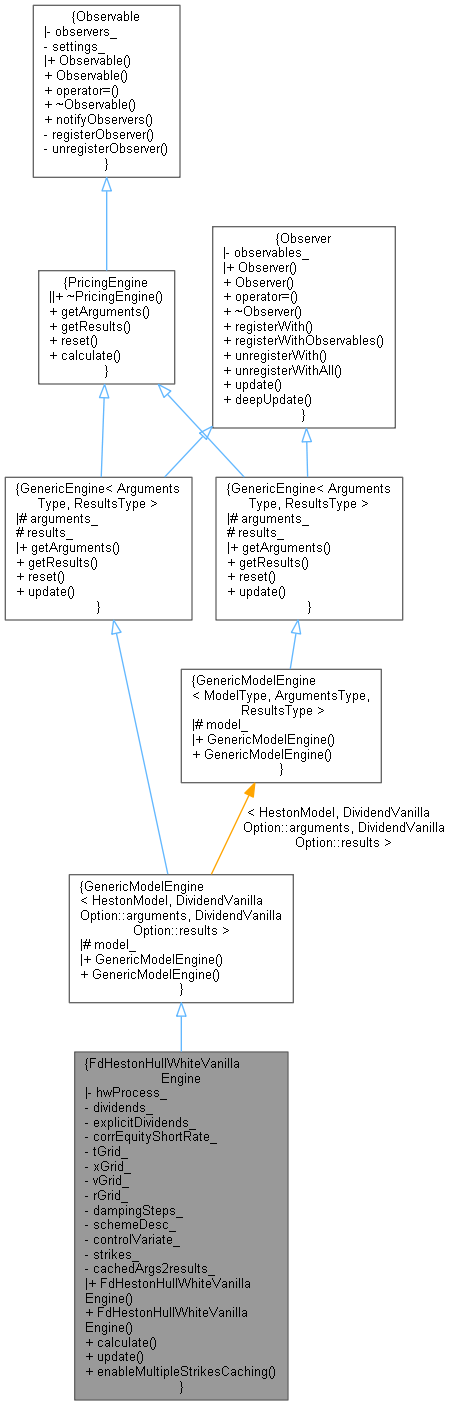 {Observable
|- observers_
- settings_
|+ Observable()
+ Observable()
+ operator=()
+ ~Observable()
+ notifyObservers()
- registerObserver()
- unregisterObserver()
}
{Observer
|- observables_
|+ Observer()
+ Observer()
+ operator=()
+ ~Observer()
+ registerWith()
+ registerWithObservables()
+ unregisterWith()
+ unregisterWithAll()
+ update()
+ deepUpdate()
}
{PricingEngine
||+ ~PricingEngine()
+ getArguments()
+ getResults()
+ reset()
+ calculate()
}
{GenericEngine< Arguments
Type, ResultsType >
|# arguments_
# results_
|+ getArguments()
+ getResults()
+ reset()
+ update()
}
{GenericEngine< Arguments
Type, ResultsType >
|# arguments_
# results_
|+ getArguments()
+ getResults()
+ reset()
+ update()
}
{GenericModelEngine
< ModelType, ArgumentsType,
ResultsType >
|# model_
|+ GenericModelEngine()
+ GenericModelEngine()
}
< HestonModel, DividendVanilla
Option::arguments, DividendVanilla
Option::results >
{GenericModelEngine
< HestonModel, DividendVanilla
Option::arguments, DividendVanilla
Option::results >
|# model_
|+ GenericModelEngine()
+ GenericModelEngine()
}
{FdHestonHullWhiteVanilla
Engine
|- hwProcess_
- dividends_
- explicitDividends_
- corrEquityShortRate_
- tGrid_
- xGrid_
- vGrid_
- rGrid_
- dampingSteps_
- schemeDesc_
- controlVariate_
- strikes_
- cachedArgs2results_
|+ FdHestonHullWhiteVanilla
Engine()
+ FdHestonHullWhiteVanilla
Engine()
+ calculate()
+ update()
+ enableMultipleStrikesCaching()
}